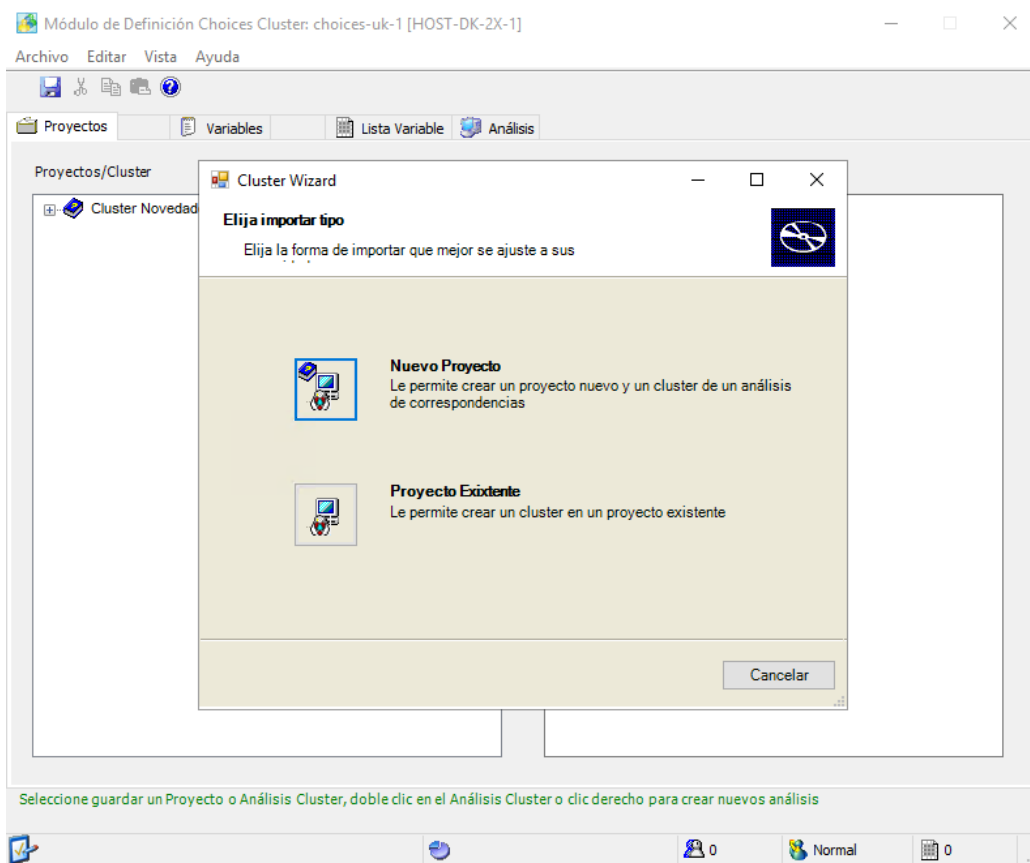 Módulo de Definición Choices Cluster: choices-uk-1 [HOST-DK-2X-1]
Archivo Editar Vista Ayuda
Proyectos Variables Lista Variable Análisis
Proyectos/Cluster
Cluster Novedad
Cluster Wizard
Elija importar tipo
Elija la forma de importar que mejor se ajuste a sus
Nuevo Proyecto
Le permite crear un proyecto nuevo y un cluster de un análisis
de correspondencias
Proyecto Exixtente
Le permite crear un cluster en un proyecto existente
Cancelar
Seleccione guardar un Proyecto o Análisis Cluster, doble clic en el Análisis Cluster o clic derecho para crear nuevos análisis
0 Normal 0